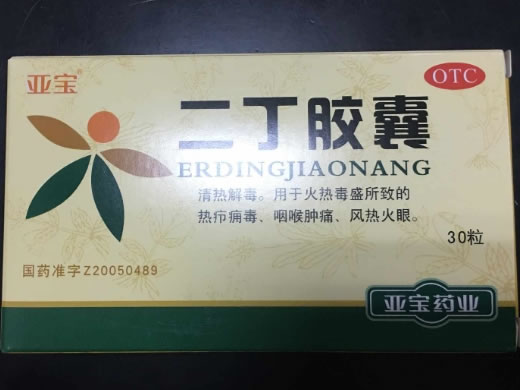 亚宝®
OTC
二丁胶囊
ERDINGJIAONANG
清热解毒。用于火热毒盛所致的
热疖痈毒、咽喉肿痛、风热火眼。
30粒
国药准字Z20050489
亚宝药业